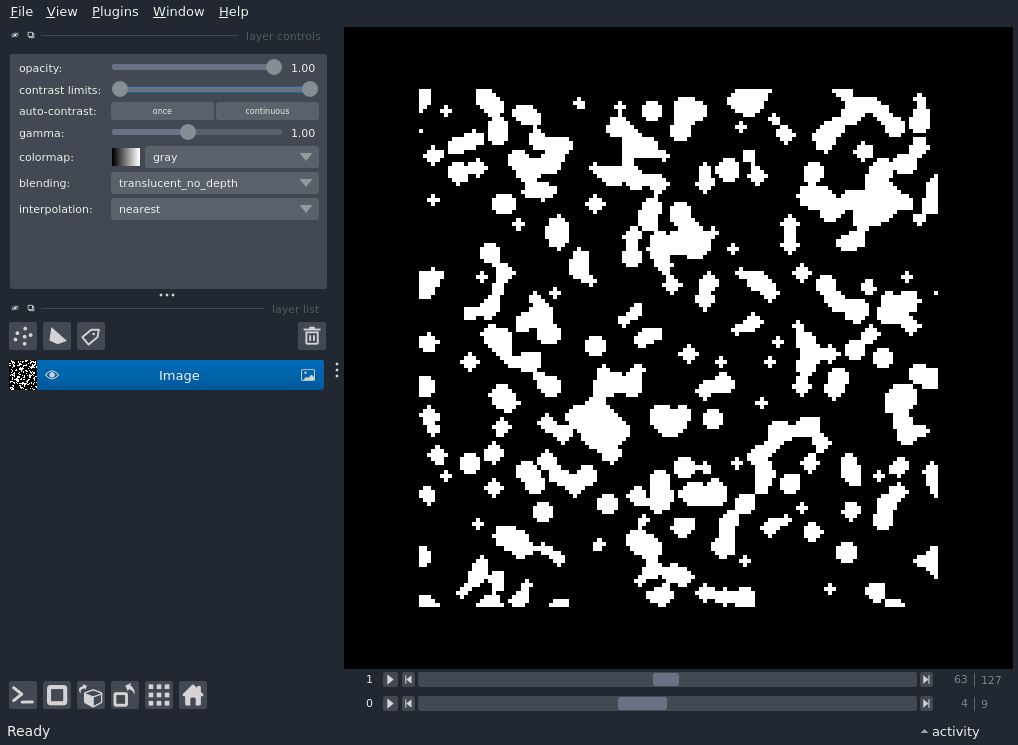 File View Plugins Window Help
layer controls
opacity: 1.00
contrast limits:
auto-contrast: once continuous
gamma: 1.00
colormap: gray
blending: translucent_no_depth
interpolation: nearest
layer list
Image
1 63 127
0 4 9
Ready activity